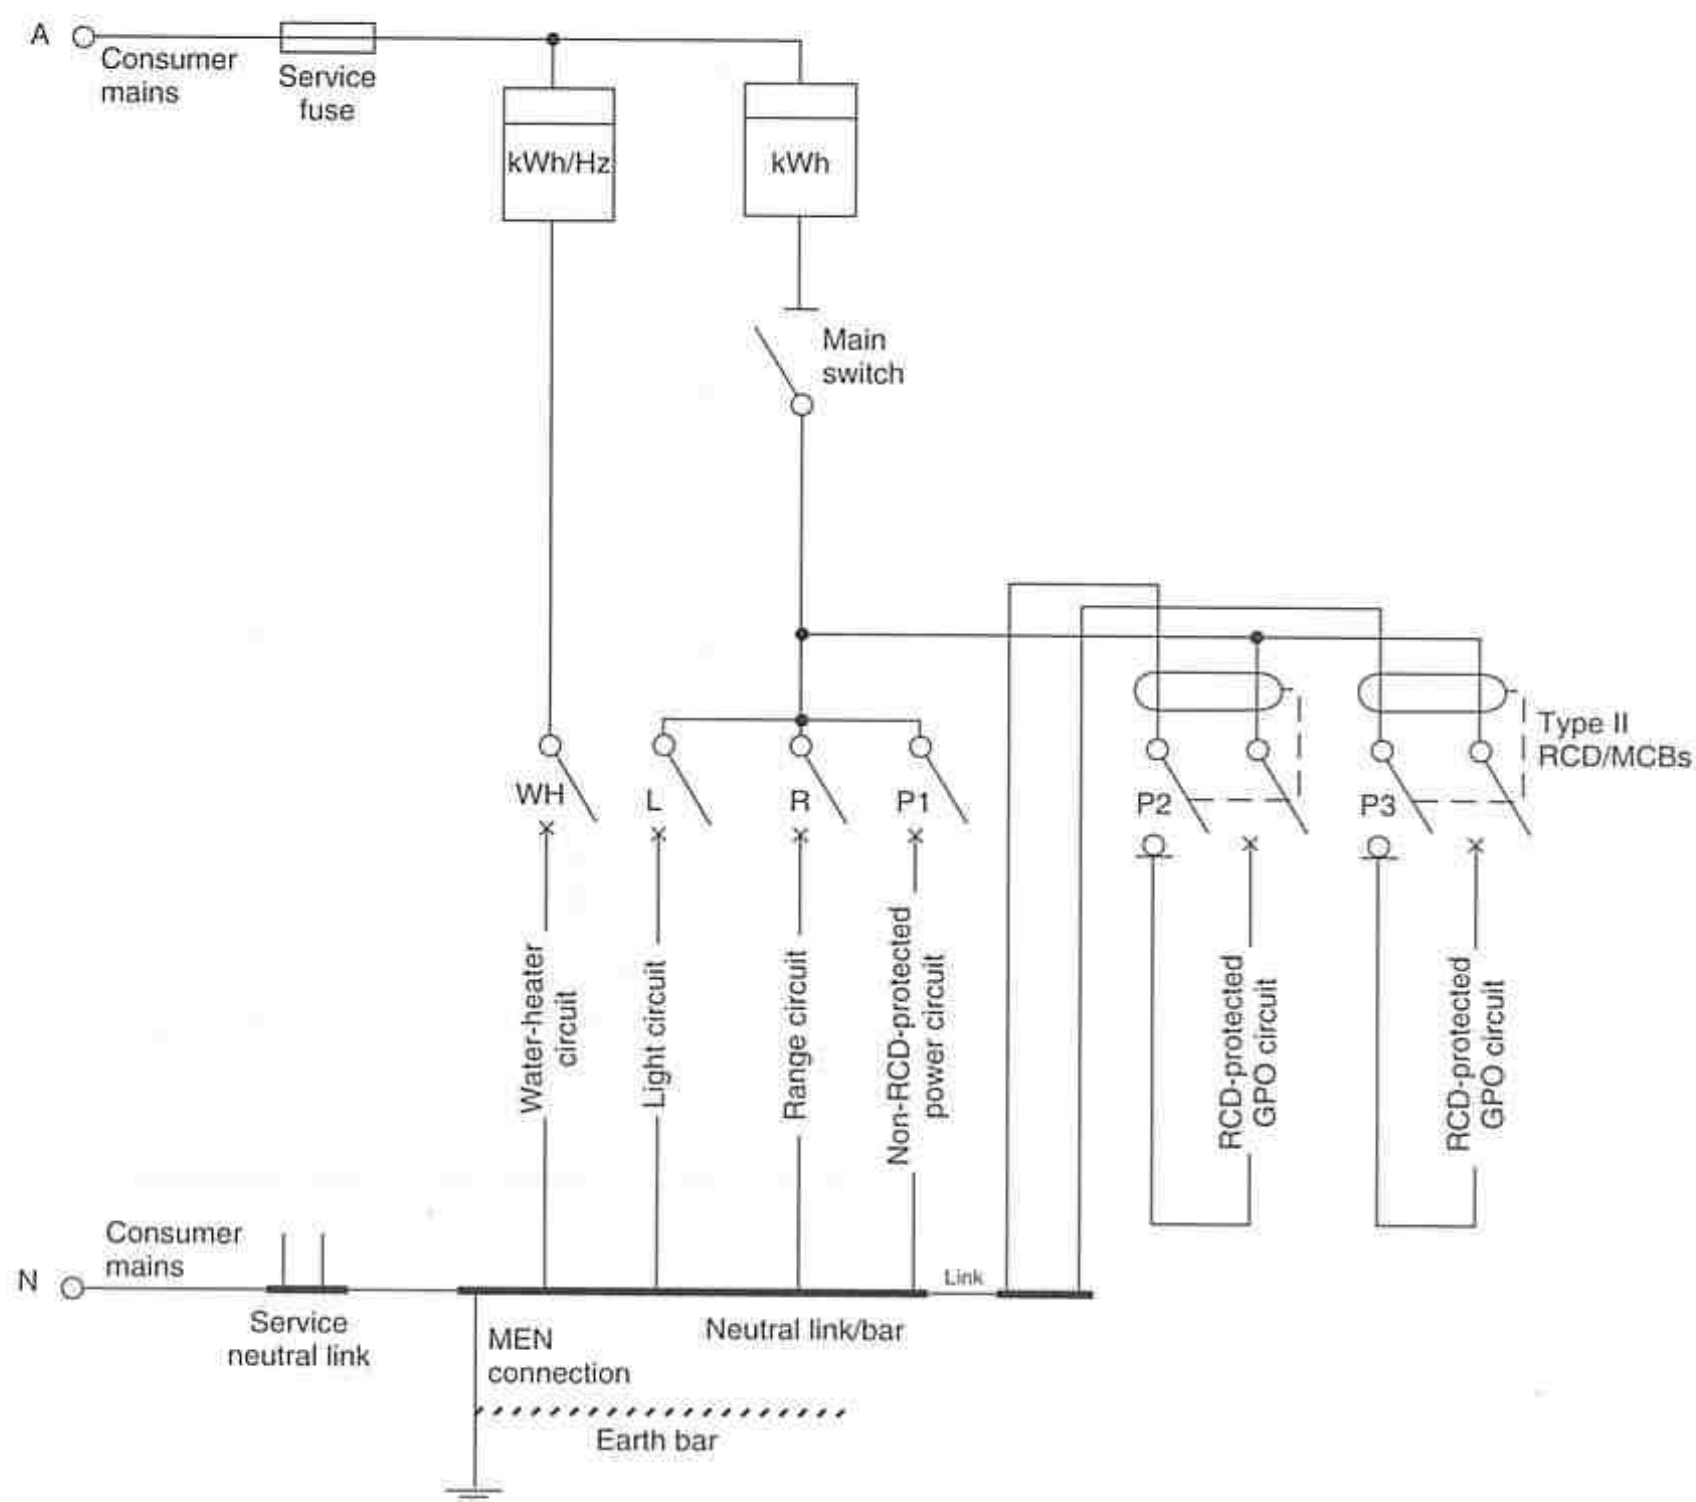 A
Consumer
mains
Service
fuse
kWh/Hz
kWh
Main
switch
Type II
RCD/MCBs
WH
L
R
P1
P2
P3
Water-heater
circuit
Light circuit
Range circuit
Non-RCD-protected
power circuit
RCD-protected
GPO circuit
RCD-protected
GPO circuit
Consumer
mains
N
Link
Service
neutral link
MEN
connection
Neutral link/bar
Earth bar